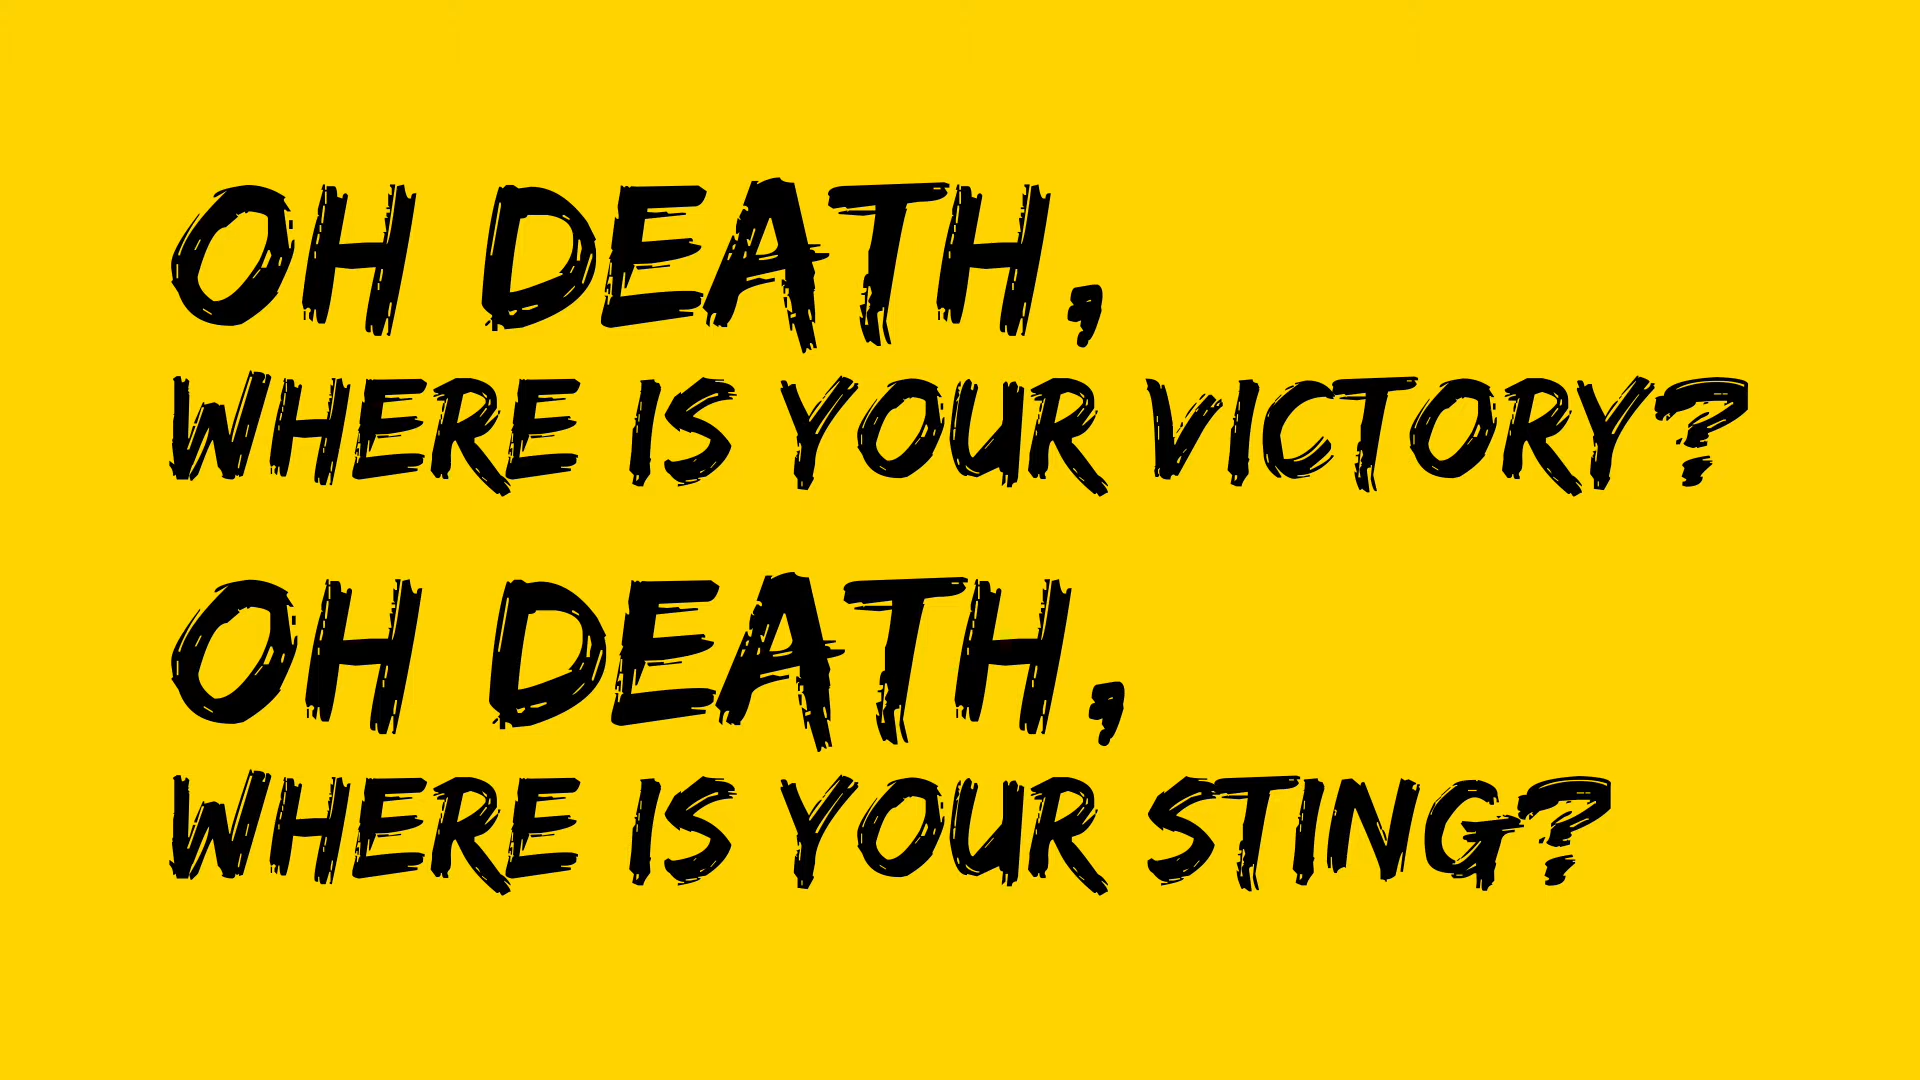 OH DEATH,
WHERE IS YOUR VICTORY?
OH DEATH,
WHERE IS YOUR STING?